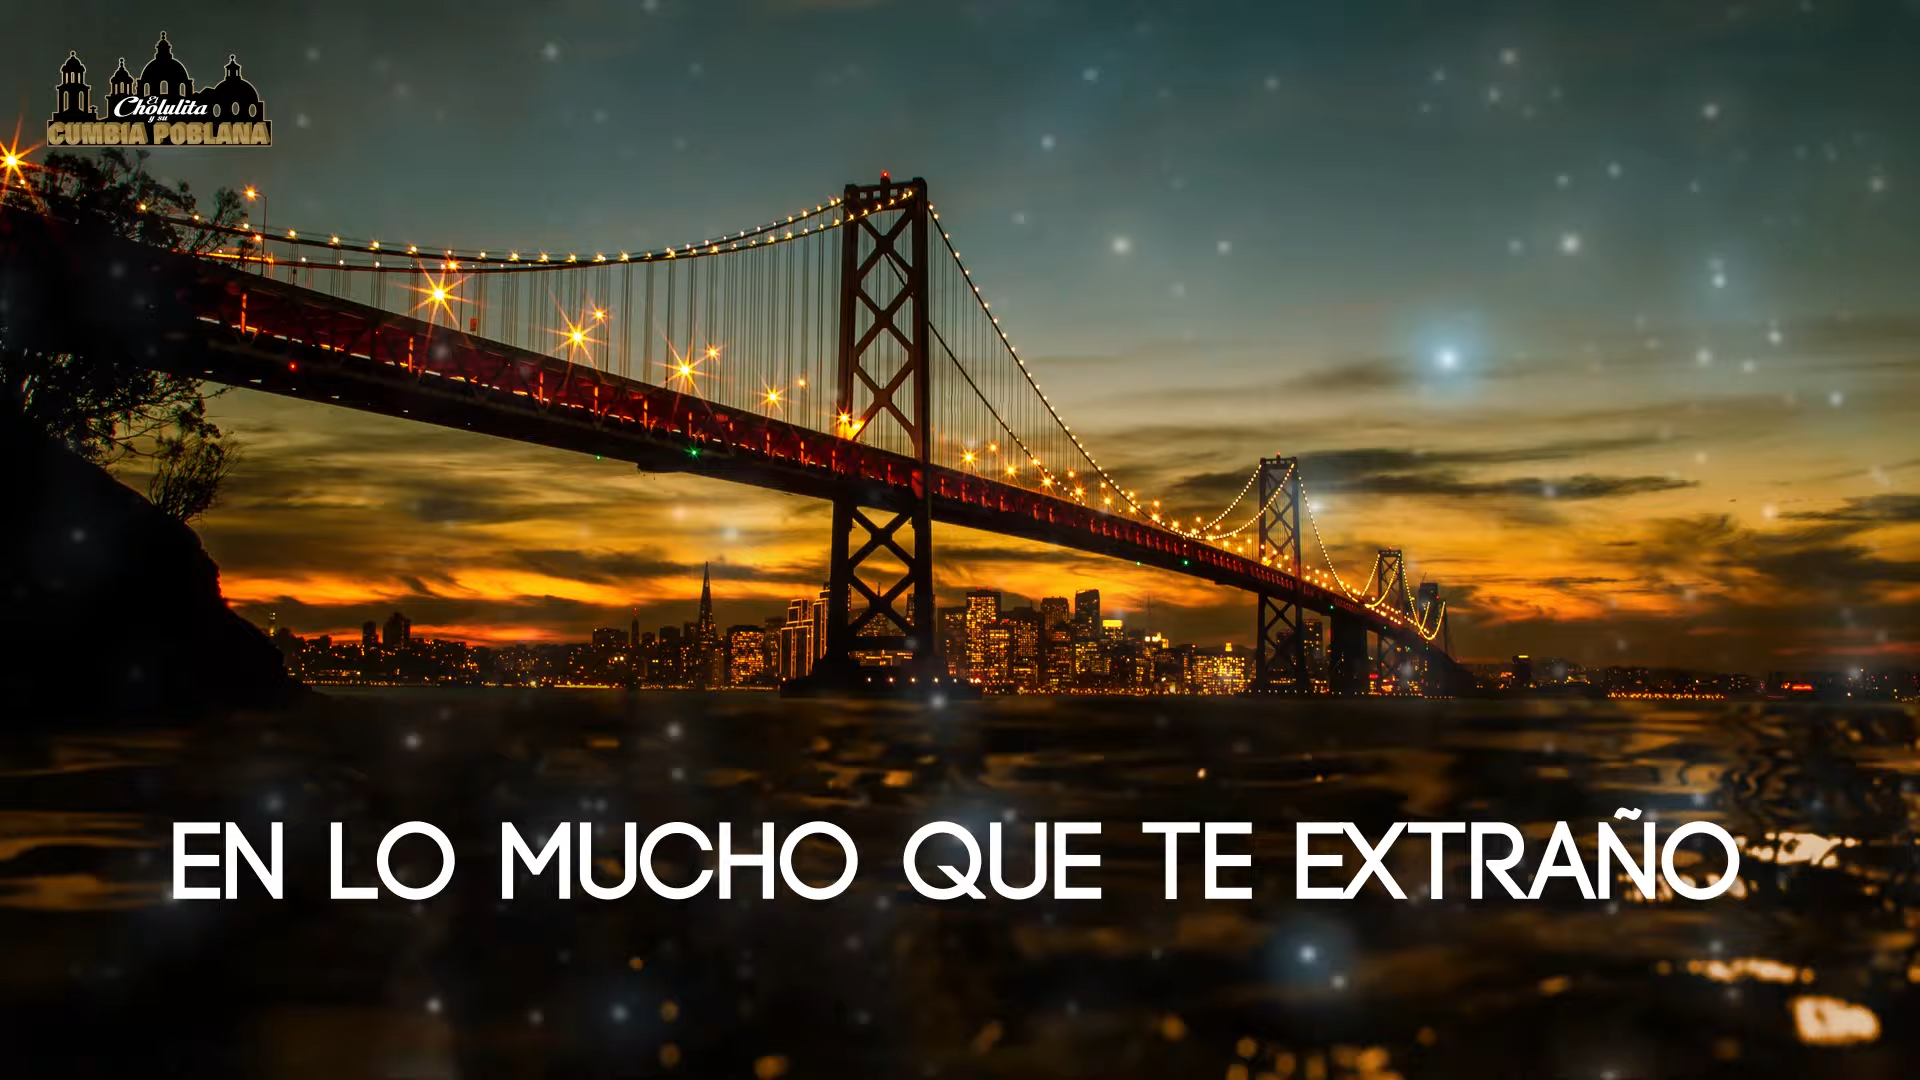 El
Cholulita
y su
CUMBIA POBLANA
EN LO MUCHO QUE TE EXTRAÑO